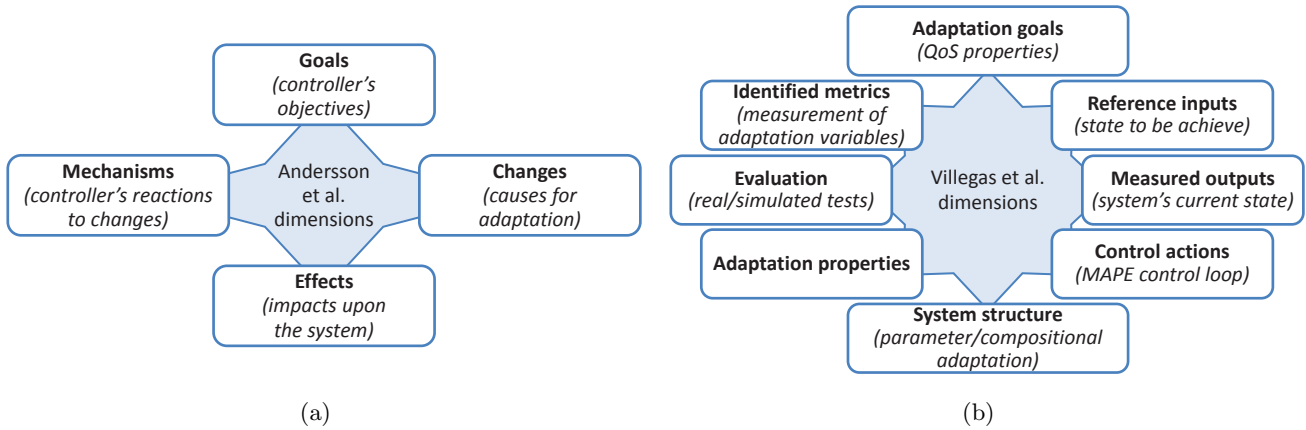 Goals
(controller's
objectives)
Mechanisms
(controller's reactions
to changes)
Andersson
et al.
dimensions
Changes
(causes for
adaptation)
Effects
(impacts upon
the system)
(a)
Adaptation goals
(QoS properties)
Identified metrics
(measurement of
adaptation variables)
Reference inputs
(state to be achieve)
Evaluation
(real/simulated tests)
Villegas et al.
dimensions
Measured outputs
(system's current state)
Adaptation properties
Control actions
(MAPE control loop)
System structure
(parameter/compositional
adaptation)
(b)